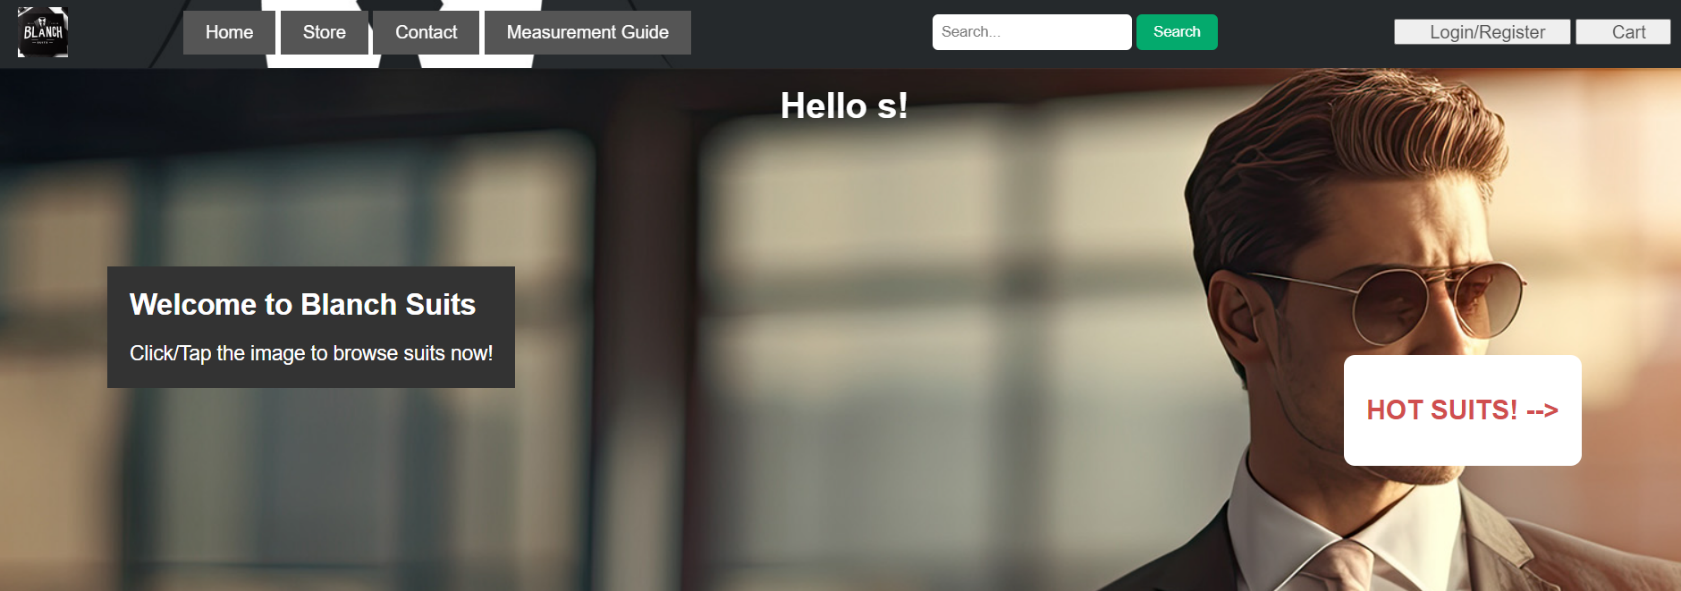 BLANCH
Home
Store
Contact
Measurement Guide
Search...
Search
Login/Register
Cart
Hello s!
Welcome to Blanch Suits
Click/Tap the image to browse suits now!
HOT SUITS! -->